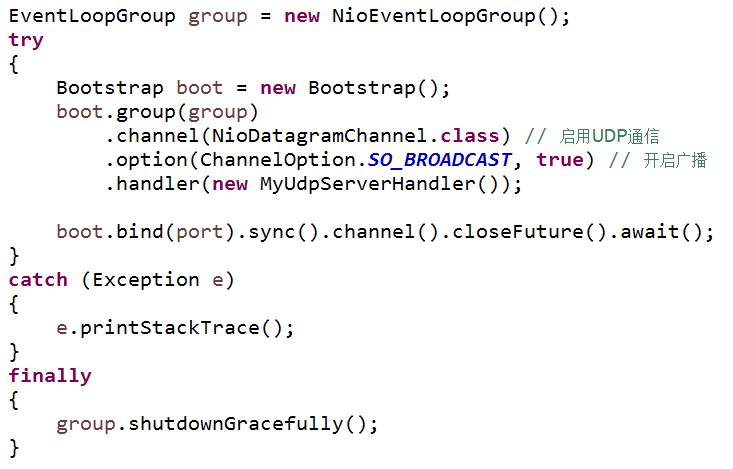 EventLoopGroup group = new NioEventLoopGroup();
try
{
    Bootstrap boot = new Bootstrap();
    boot.group(group)
        .channel(NioDatagramChannel.class) // 启用UDP通信
        .option(ChannelOption.SO_BROADCAST, true) // 开启广播
        .handler(new MyUdpServerHandler());

    boot.bind(port).sync().channel().closeFuture().await();
}
catch (Exception e)
{
    e.printStackTrace();
}
finally
{
    group.shutdownGracefully();
}